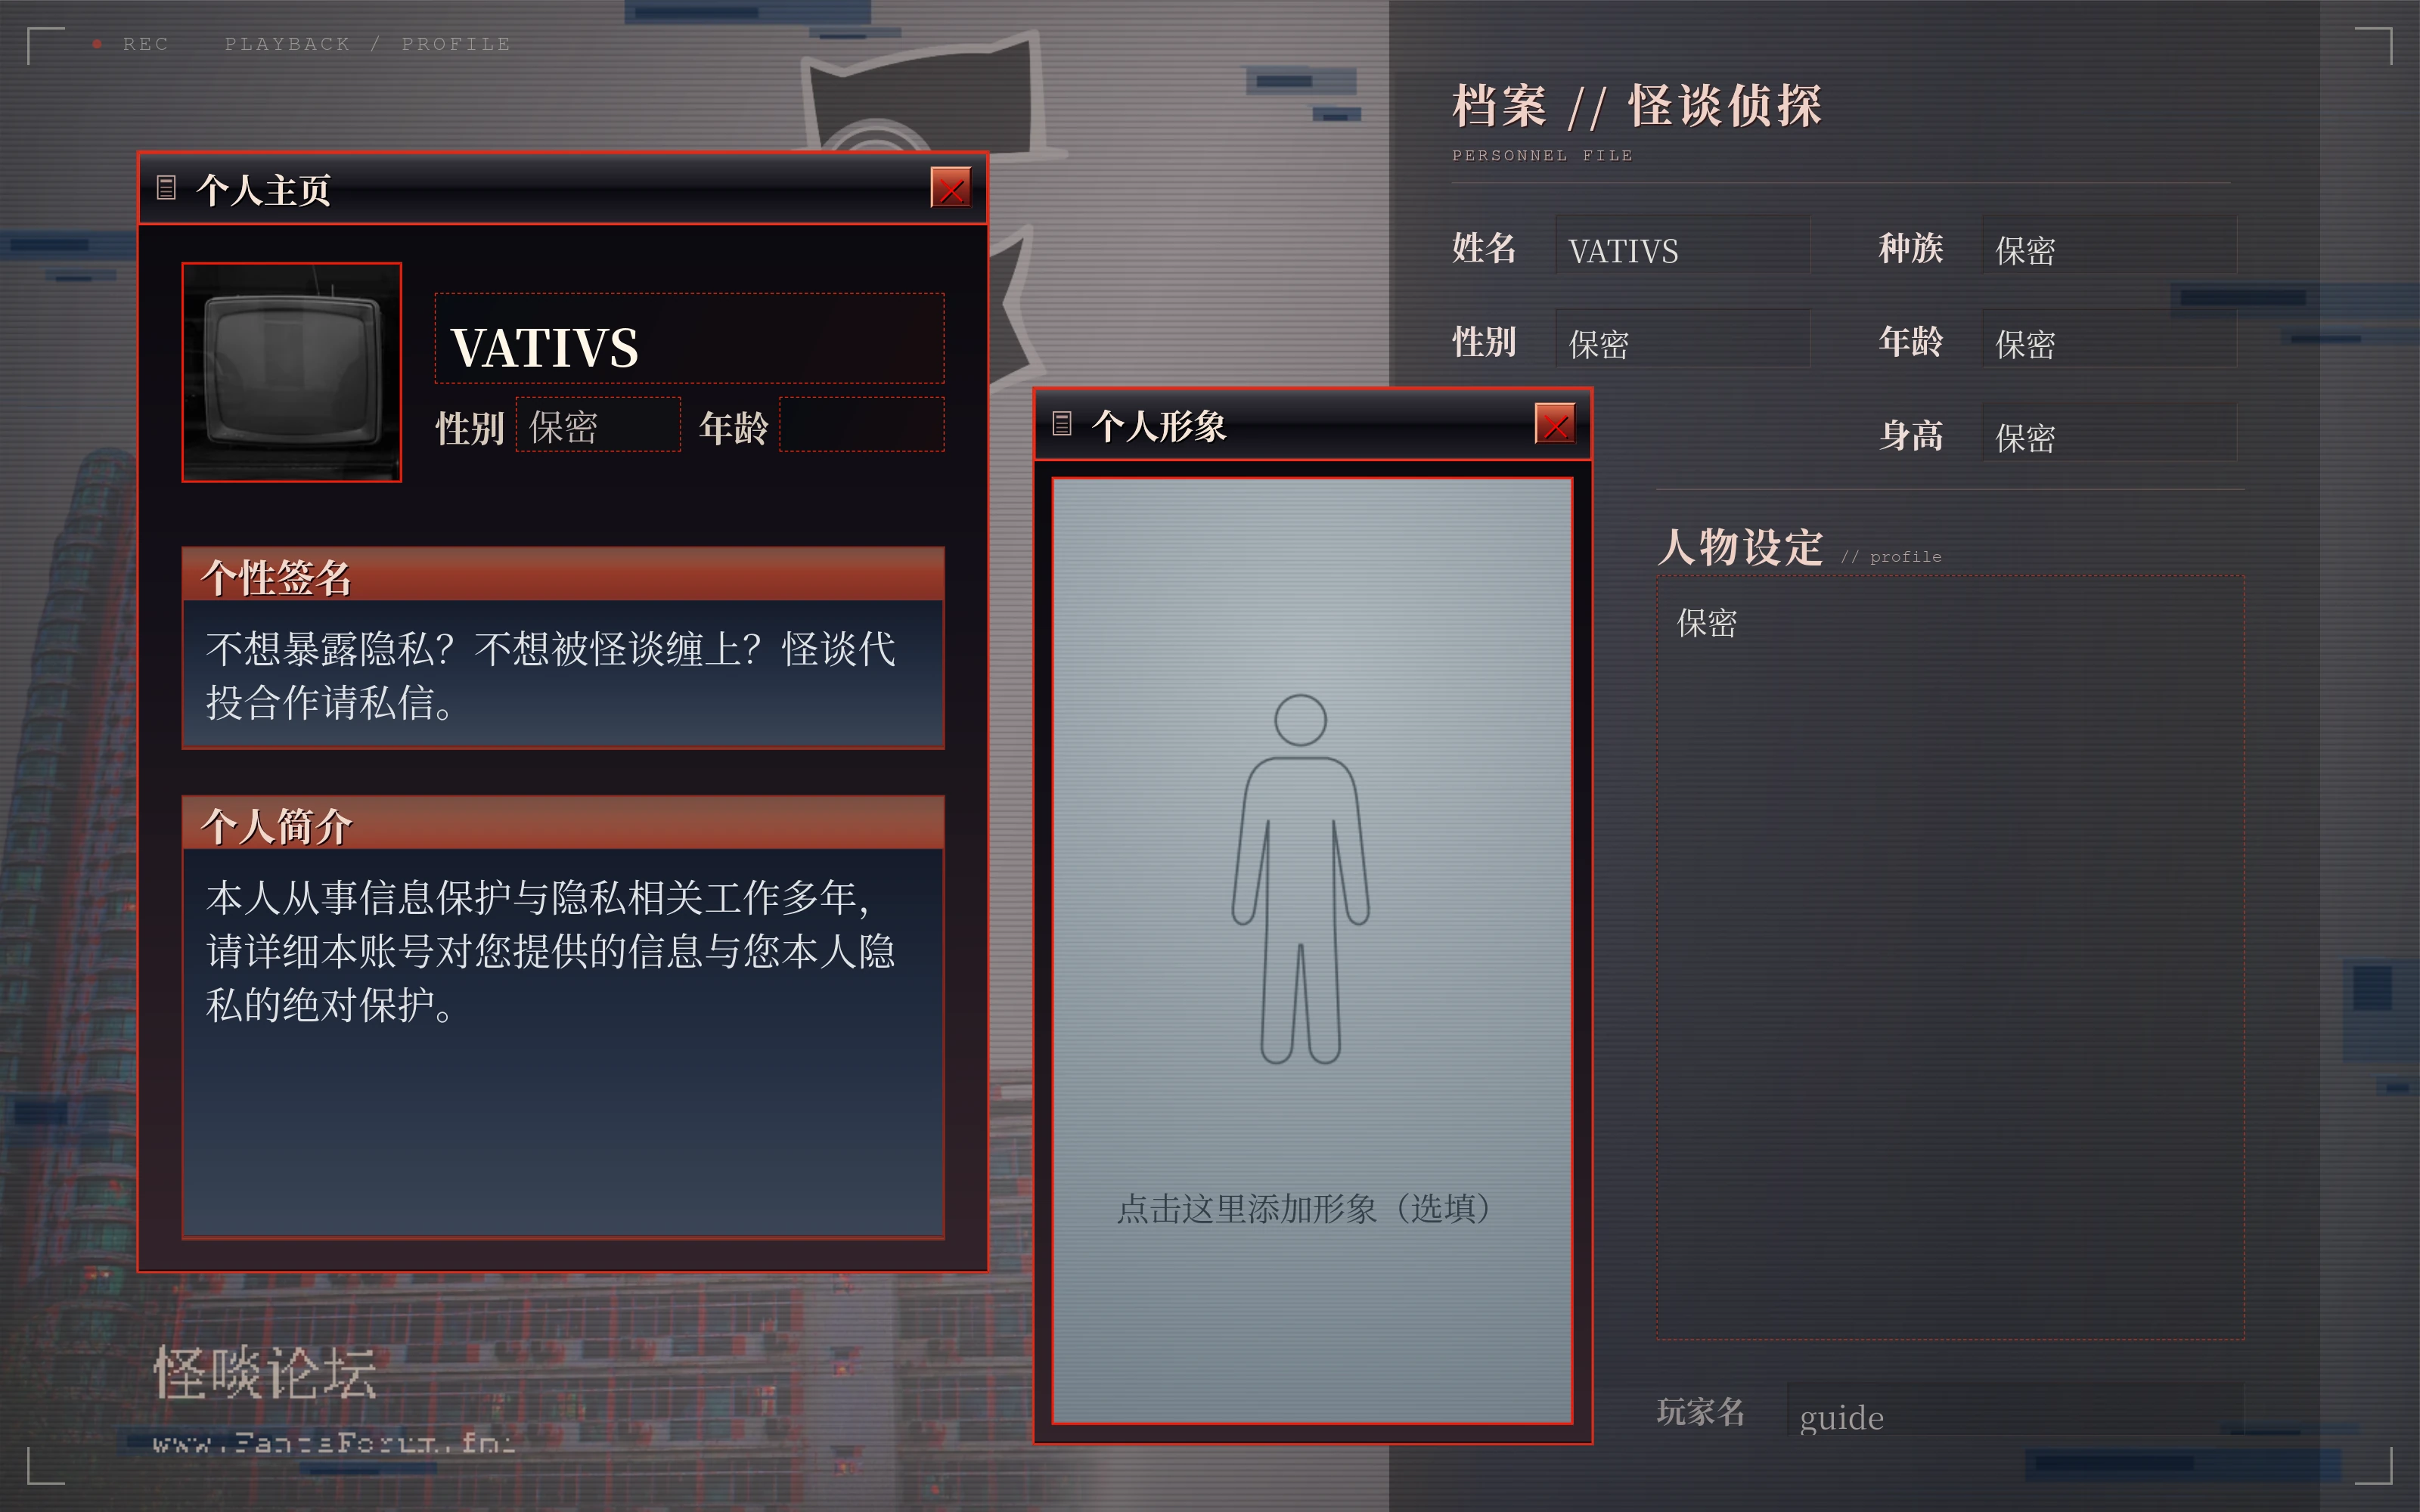 REC PLAYBACK / PROFILE
个人主页
VATIVS
性别 保密 年龄
个性签名
不想暴露隐私？不想被怪谈缠上？怪谈代
投合作请私信。
个人简介
本人从事信息保护与隐私相关工作多年，
请详细本账号对您提供的信息与您本人隐
私的绝对保护。
怪啖论坛
个人形象
点击这里添加形象（选填）
档案 // 怪谈侦探
PERSONNEL FILE
姓名 VATIVS 种族 保密
性别 保密 年龄 保密
身高 保密
人物设定 // profile
保密
玩家名 guide